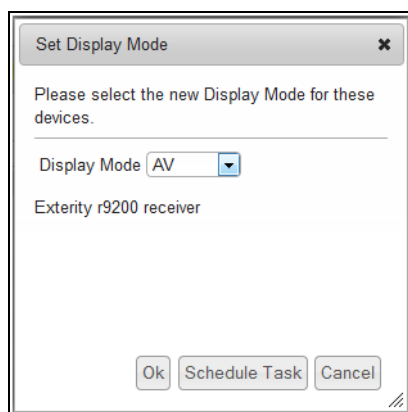 Set Display Mode
Please select the new Display Mode for these
devices.
Display Mode AV
Exterity r9200 receiver
Ok Schedule Task Cancel